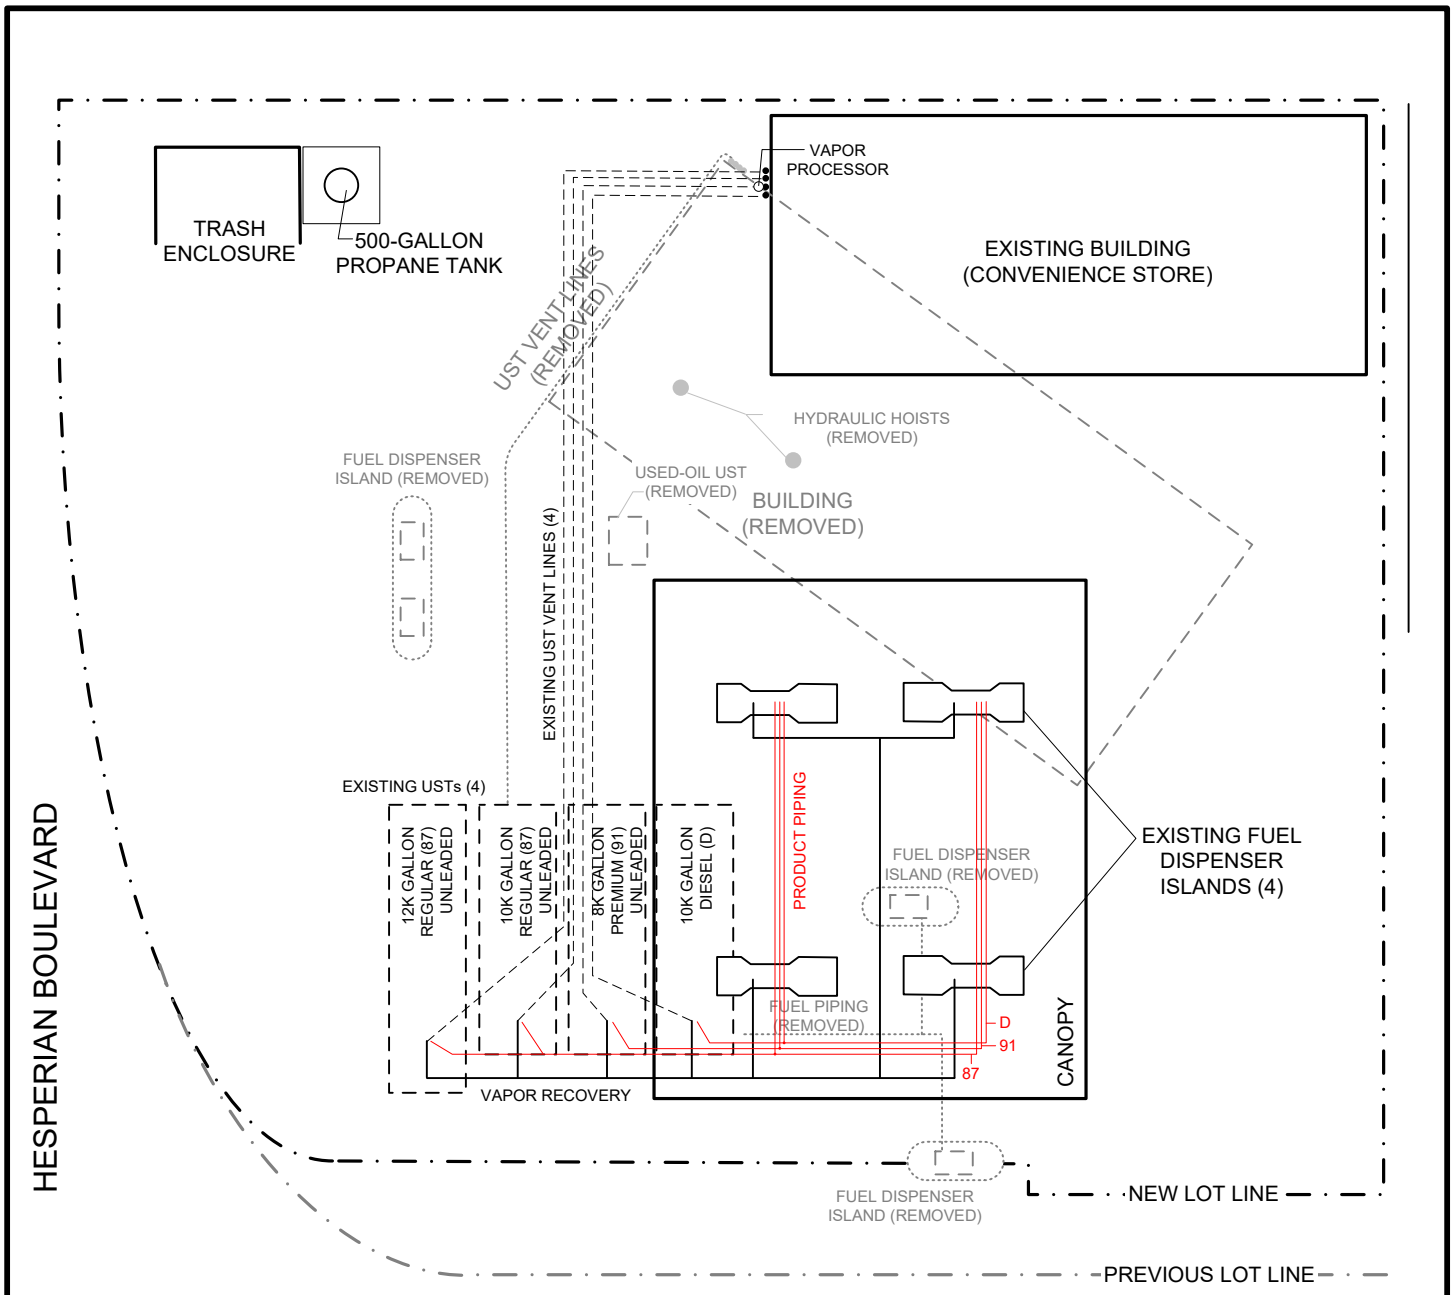 VAPOR
PROCESSOR
TRASH
ENCLOSURE
500-GALLON
PROPANE TANK
EXISTING BUILDING
(CONVENIENCE STORE)
UST VENT LINES
(REMOVED)
HYDRAULIC HOISTS
(REMOVED)
FUEL DISPENSER
ISLAND (REMOVED)
USED-OIL UST
(REMOVED)
BUILDING
(REMOVED)
EXISTING UST VENT LINES (4)
EXISTING USTs (4)
12K GALLON
REGULAR (87)
UNLEADED
10K GALLON
REGULAR (87)
UNLEADED
8K GALLON
PREMIUM (91)
UNLEADED
10K GALLON
DIESEL (D)
PRODUCT PIPING
FUEL DISPENSER
ISLAND (REMOVED)
EXISTING FUEL
DISPENSER
ISLANDS (4)
HESPERIAN BOULEVARD
FUEL PIPING
(REMOVED)
D
91
87
CANOPY
VAPOR RECOVERY
FUEL DISPENSER
ISLAND (REMOVED)
NEW LOT LINE
PREVIOUS LOT LINE